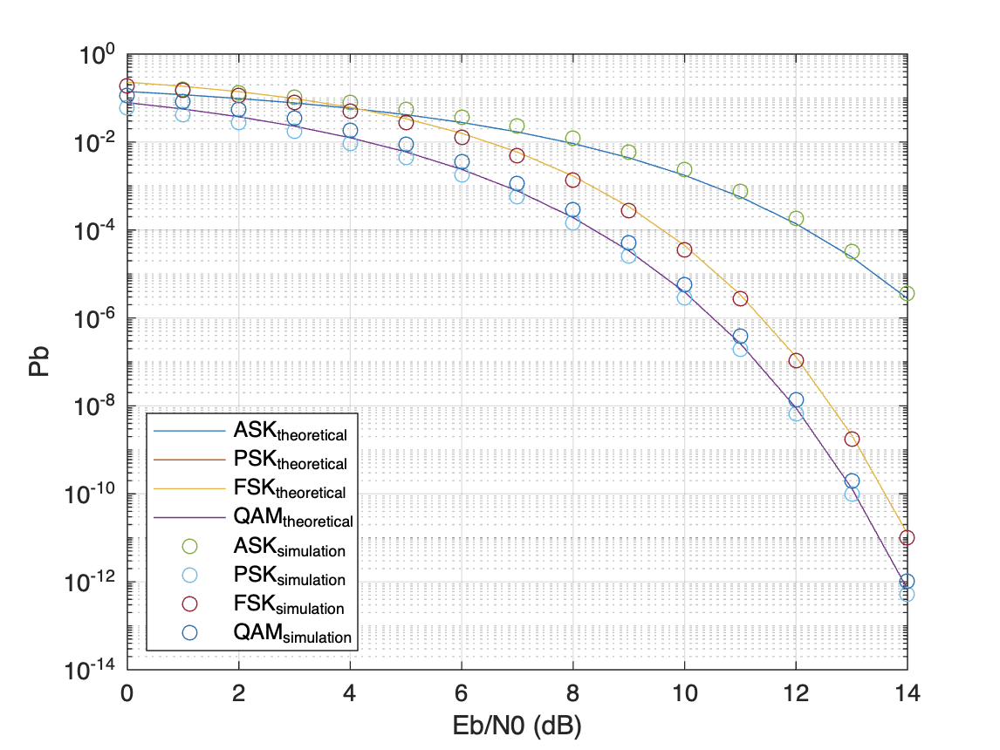 10^0
10^-2
10^-4
10^-6
10^-8
10^-10
10^-12
10^-14
Pb
ASK_theoretical
PSK_theoretical
FSK_theoretical
QAM_theoretical
ASK_simulation
PSK_simulation
FSK_simulation
QAM_simulation
0 2 4 6 8 10 12 14
Eb/N0 (dB)